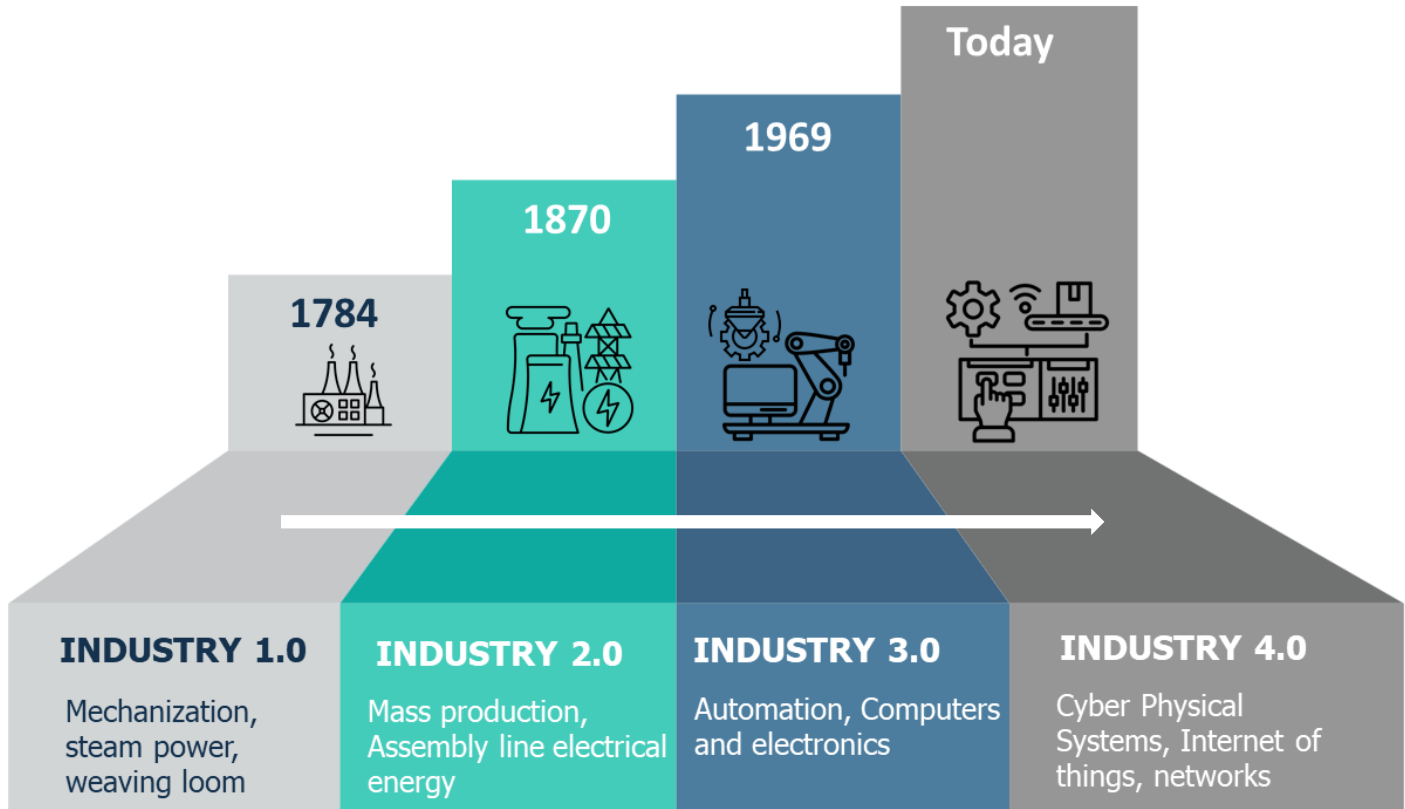 Today
1969
1870
1784
INDUSTRY 1.0
Mechanization,
steam power,
weaving loom
INDUSTRY 2.0
Mass production,
Assembly line electrical
energy
INDUSTRY 3.0
Automation, Computers
and electronics
INDUSTRY 4.0
Cyber Physical
Systems, Internet of
things, networks